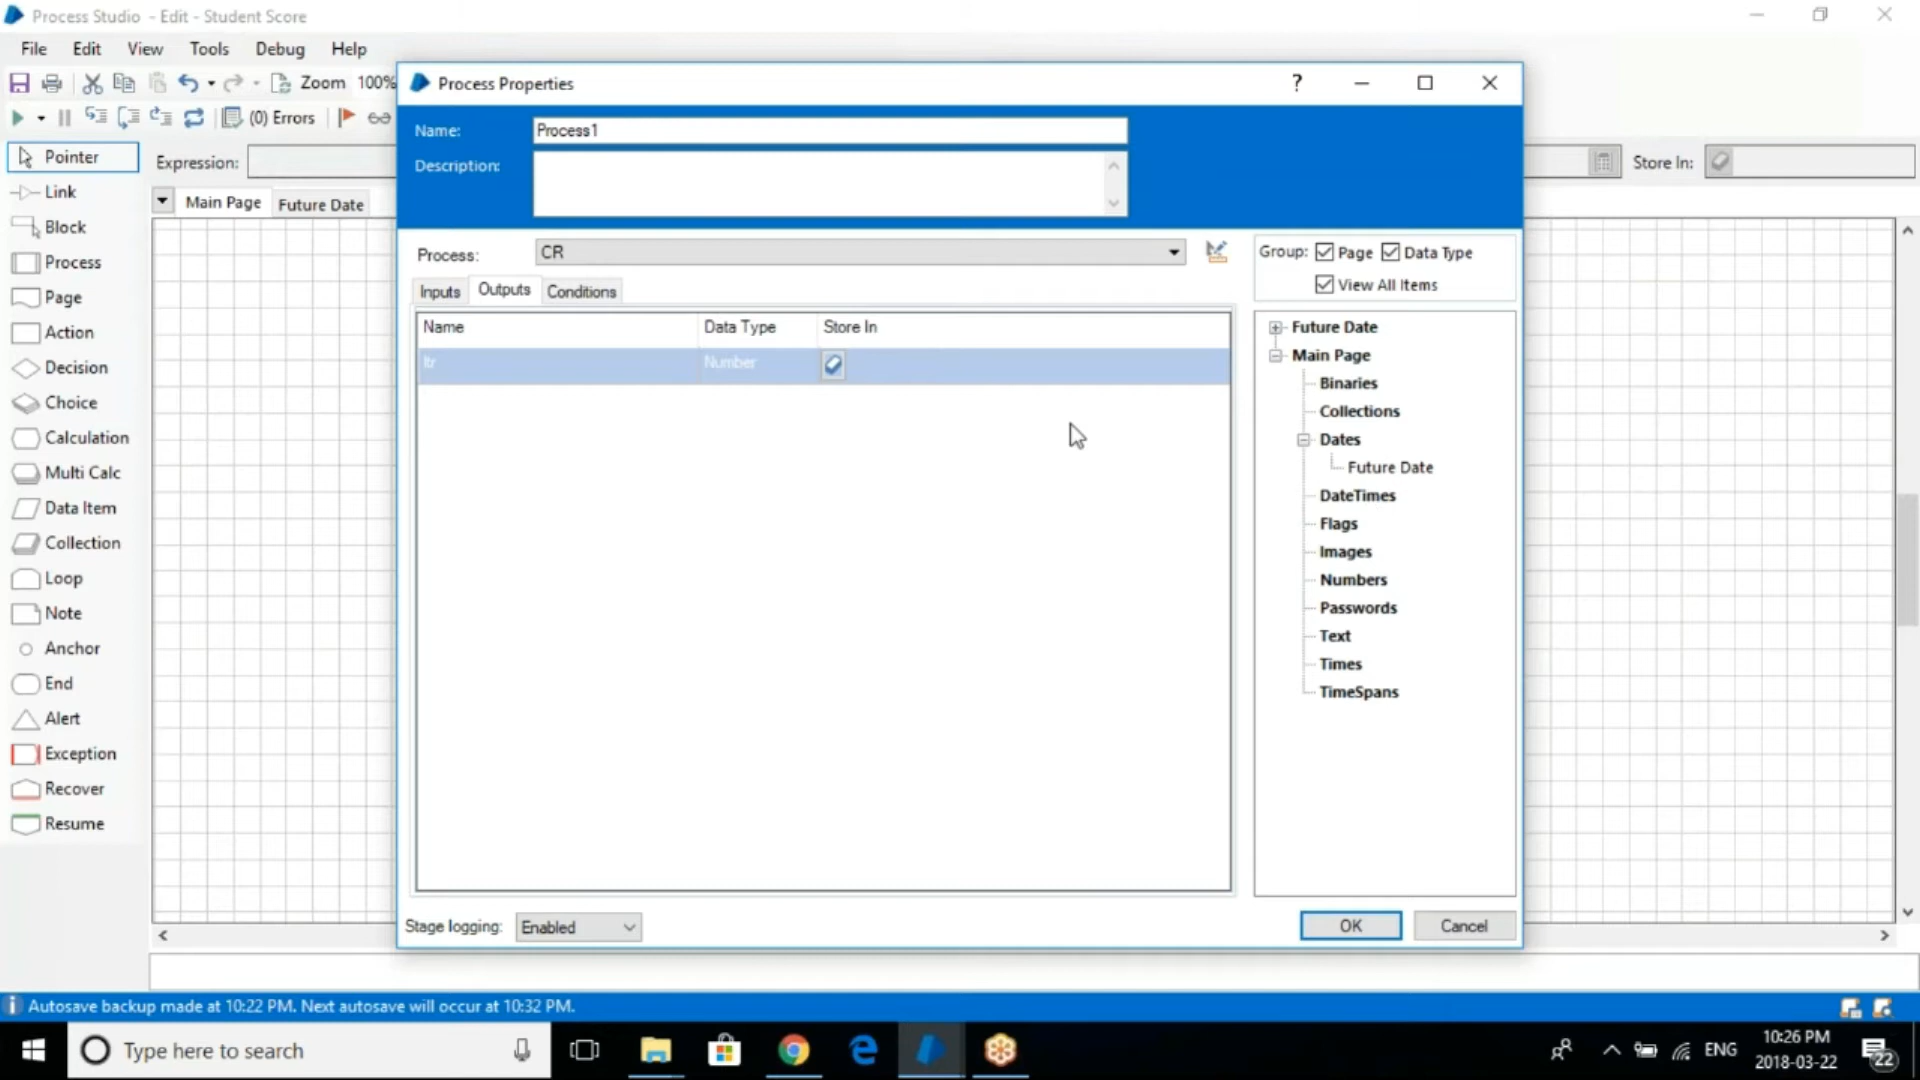 Process Studio - Edit - Student Score
File Edit View Tools Debug Help
Zoom 100%
(0) Errors
Expression:
Store In:
Main Page Future Date
Pointer
Link
Block
Process
Page
Action
Decision
Choice
Calculation
Multi Calc
Data Item
Collection
Loop
Note
Anchor
End
Alert
Exception
Recover
Resume
Process Properties
?
Name: Process1
Description:
Process: CR
Inputs Outputs Conditions
Name Data Type Store In
Itr Number
Group: Page Data Type
View All Items
Future Date
Main Page
Binaries
Collections
Dates
Future Date
DateTimes
Flags
Images
Numbers
Passwords
Text
Times
TimeSpans
Stage logging: Enabled
OK Cancel
Autosave backup made at 10:22 PM. Next autosave will occur at 10:32 PM.
Type here to search
ENG
10:26 PM
2018-03-22
22